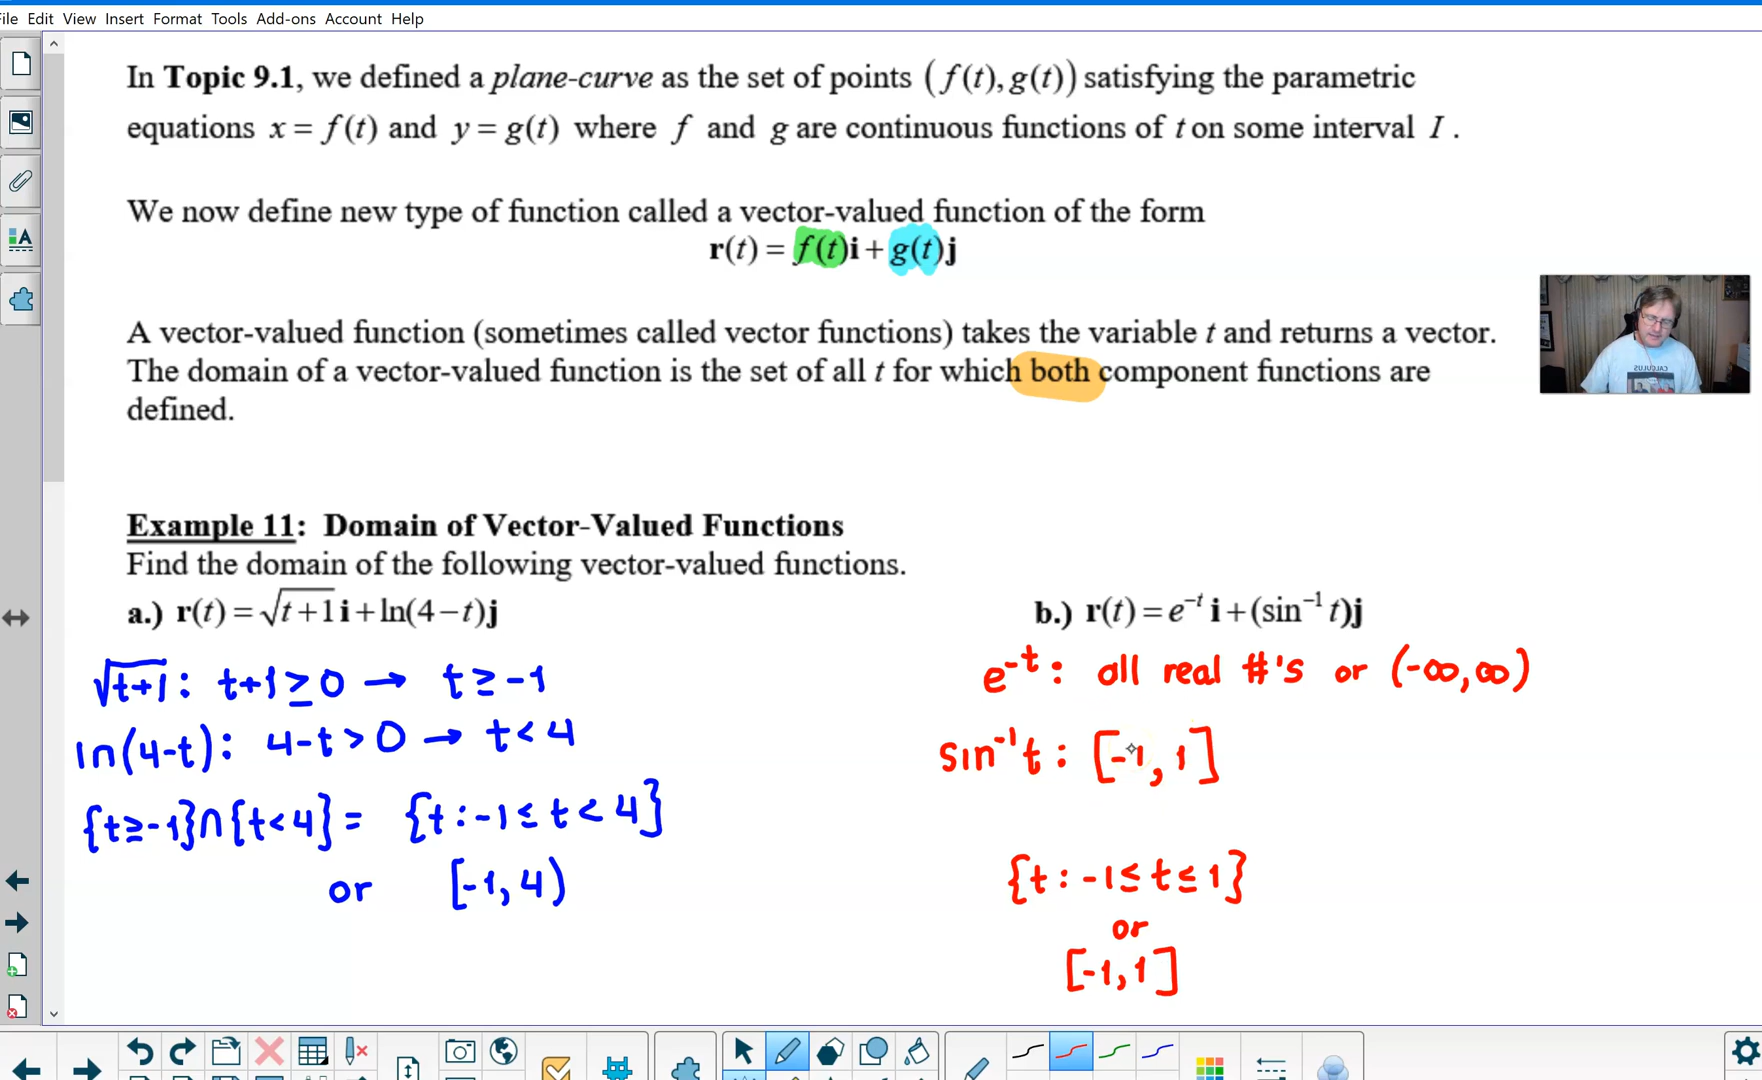 File Edit View Insert Format Tools Add-ons Account Help
In Topic 9.1, we defined a plane-curve as the set of points (f(t), g(t)) satisfying the parametric
equations x = f(t) and y = g(t) where f and g are continuous functions of t on some interval I .
We now define new type of function called a vector-valued function of the form
r(t) = f(t)i + g(t)j
A vector-valued function (sometimes called vector functions) takes the variable t and returns a vector.
The domain of a vector-valued function is the set of all t for which both component functions are
defined.
Example 11: Domain of Vector-Valued Functions
Find the domain of the following vector-valued functions.
a.) r(t) = √(t+1) i + ln(4−t)j
b.) r(t) = e⁻ᵗ i + (sin⁻¹ t)j
√(t+1) : t+1 ≥ 0 → t ≥ -1
ln(4-t) : 4-t > 0 → t < 4
{t≥-1}∩{t<4} = {t : -1 ≤ t < 4}
or [-1, 4)
e⁻ᵗ : all real #'s or (-∞, ∞)
sin⁻¹t : [-1, 1]
{t : -1 ≤ t ≤ 1}
or
[-1, 1]